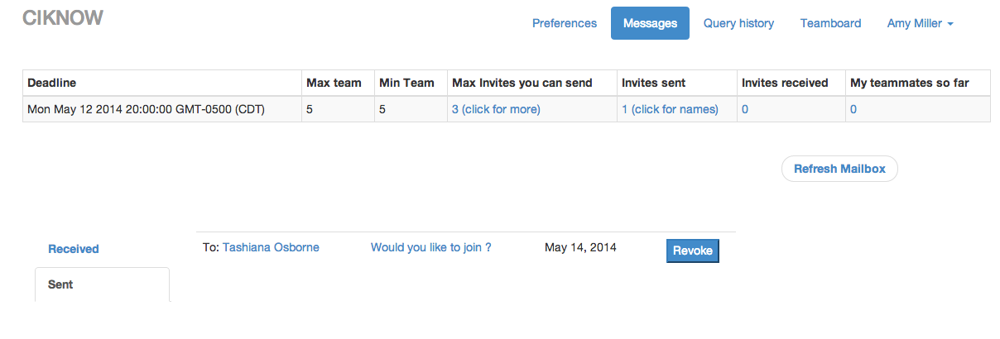 CIKNOW
Preferences Messages Query history Teamboard Amy Miller
Deadline Max team Min Team Max Invites you can send Invites sent Invites received My teammates so far
Mon May 12 2014 20:00:00 GMT-0500 (CDT) 5 5 3 (click for more) 1 (click for names) 0 0
Refresh Mailbox
Received
To: Tashiana Osborne Would you like to join ? May 14, 2014 Revoke
Sent